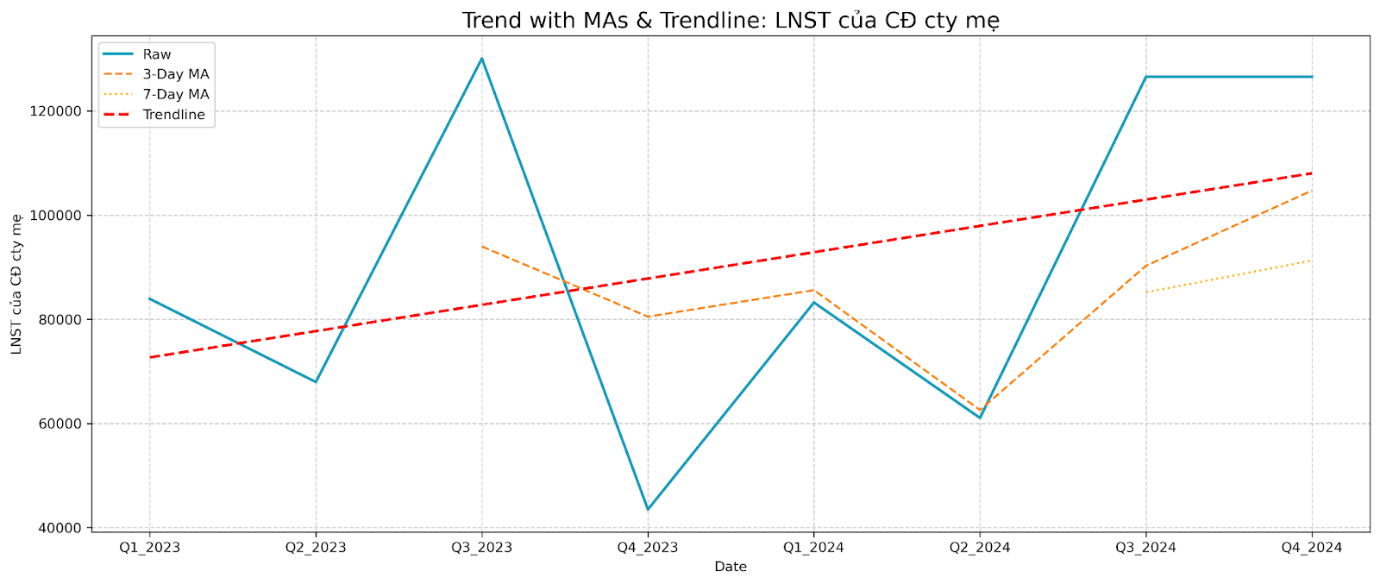 Trend with MAs & Trendline: LNST của CĐ cty mẹ
Raw
3-Day MA
7-Day MA
Trendline
LNST của CĐ cty mẹ
120000
100000
80000
60000
40000
Q1_2023
Q2_2023
Q3_2023
Q4_2023
Q1_2024
Q2_2024
Q3_2024
Q4_2024
Date